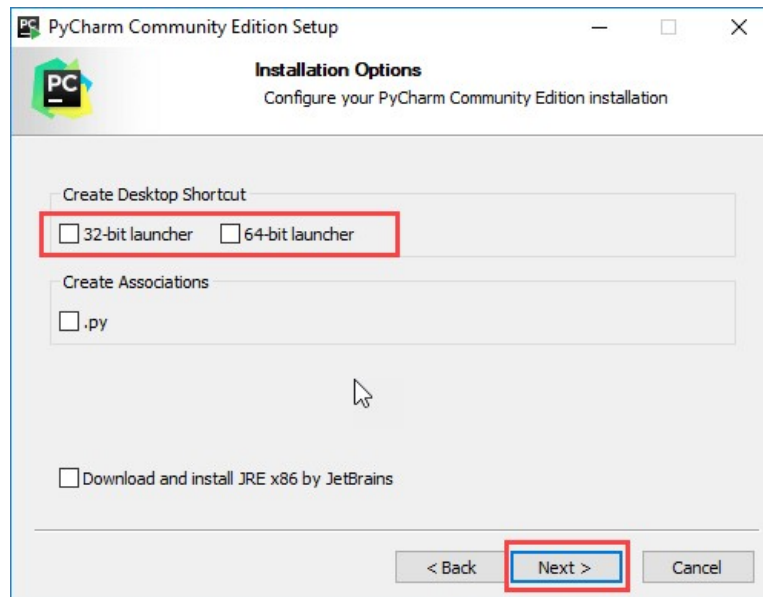 PC PyCharm Community Edition Setup
PC
Installation Options
Configure your PyCharm Community Edition installation
Create Desktop Shortcut
32-bit launcher 64-bit launcher
Create Associations
.py
Download and install JRE x86 by JetBrains
< Back Next > Cancel